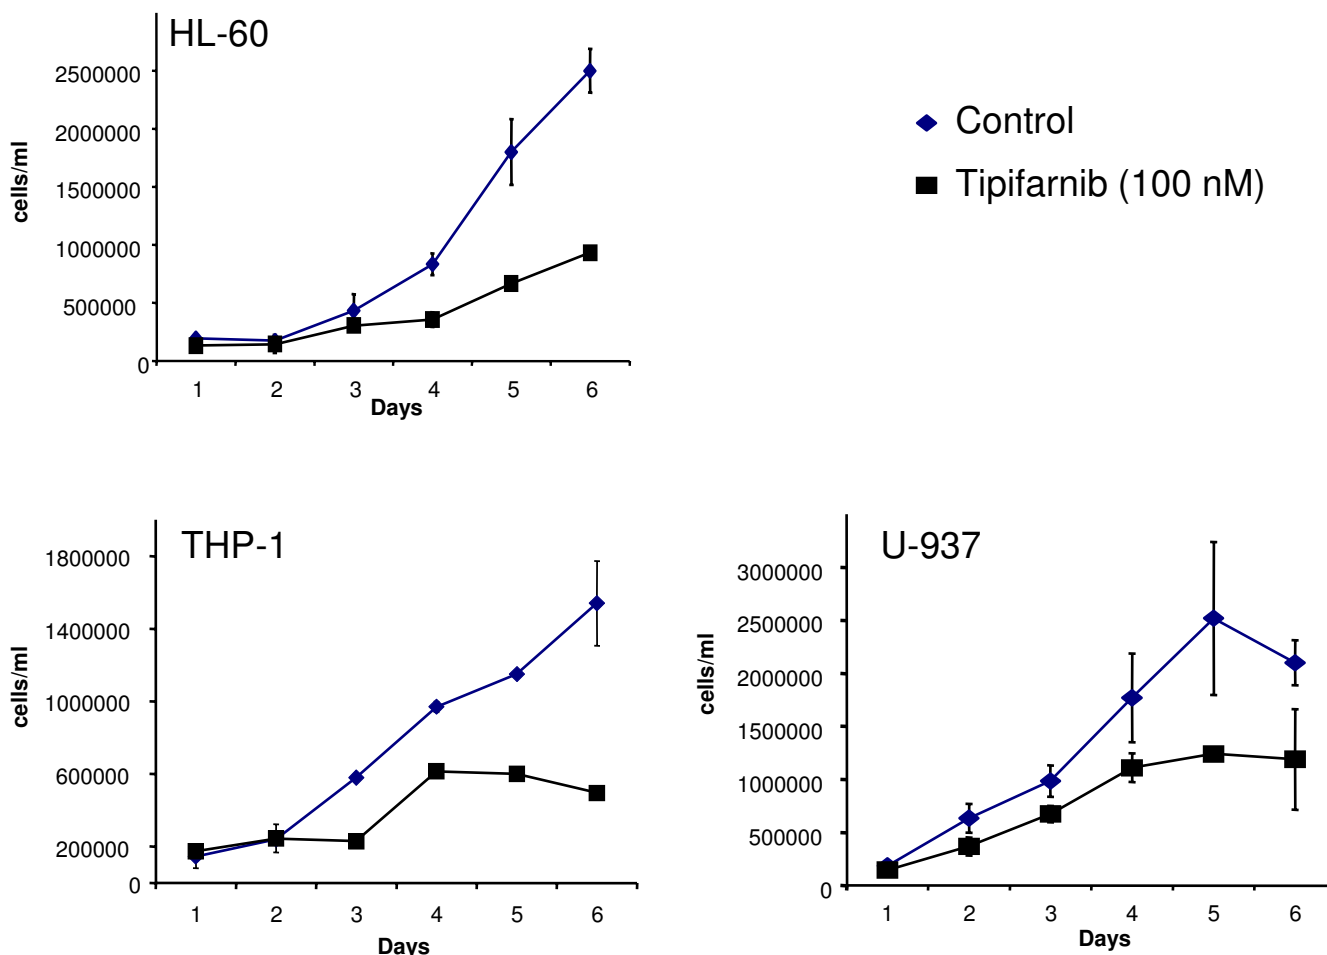 HL-60
2500000
2000000
1500000
1000000
500000
0
cells/ml
1 2 3 4 5 6
Days
Control
Tipifarnib (100 nM)
THP-1
1800000
1400000
1000000
600000
200000
0
cells/ml
1 2 3 4 5 6
Days
U-937
3000000
2500000
2000000
1500000
1000000
500000
0
cells/ml
1 2 3 4 5 6
Days